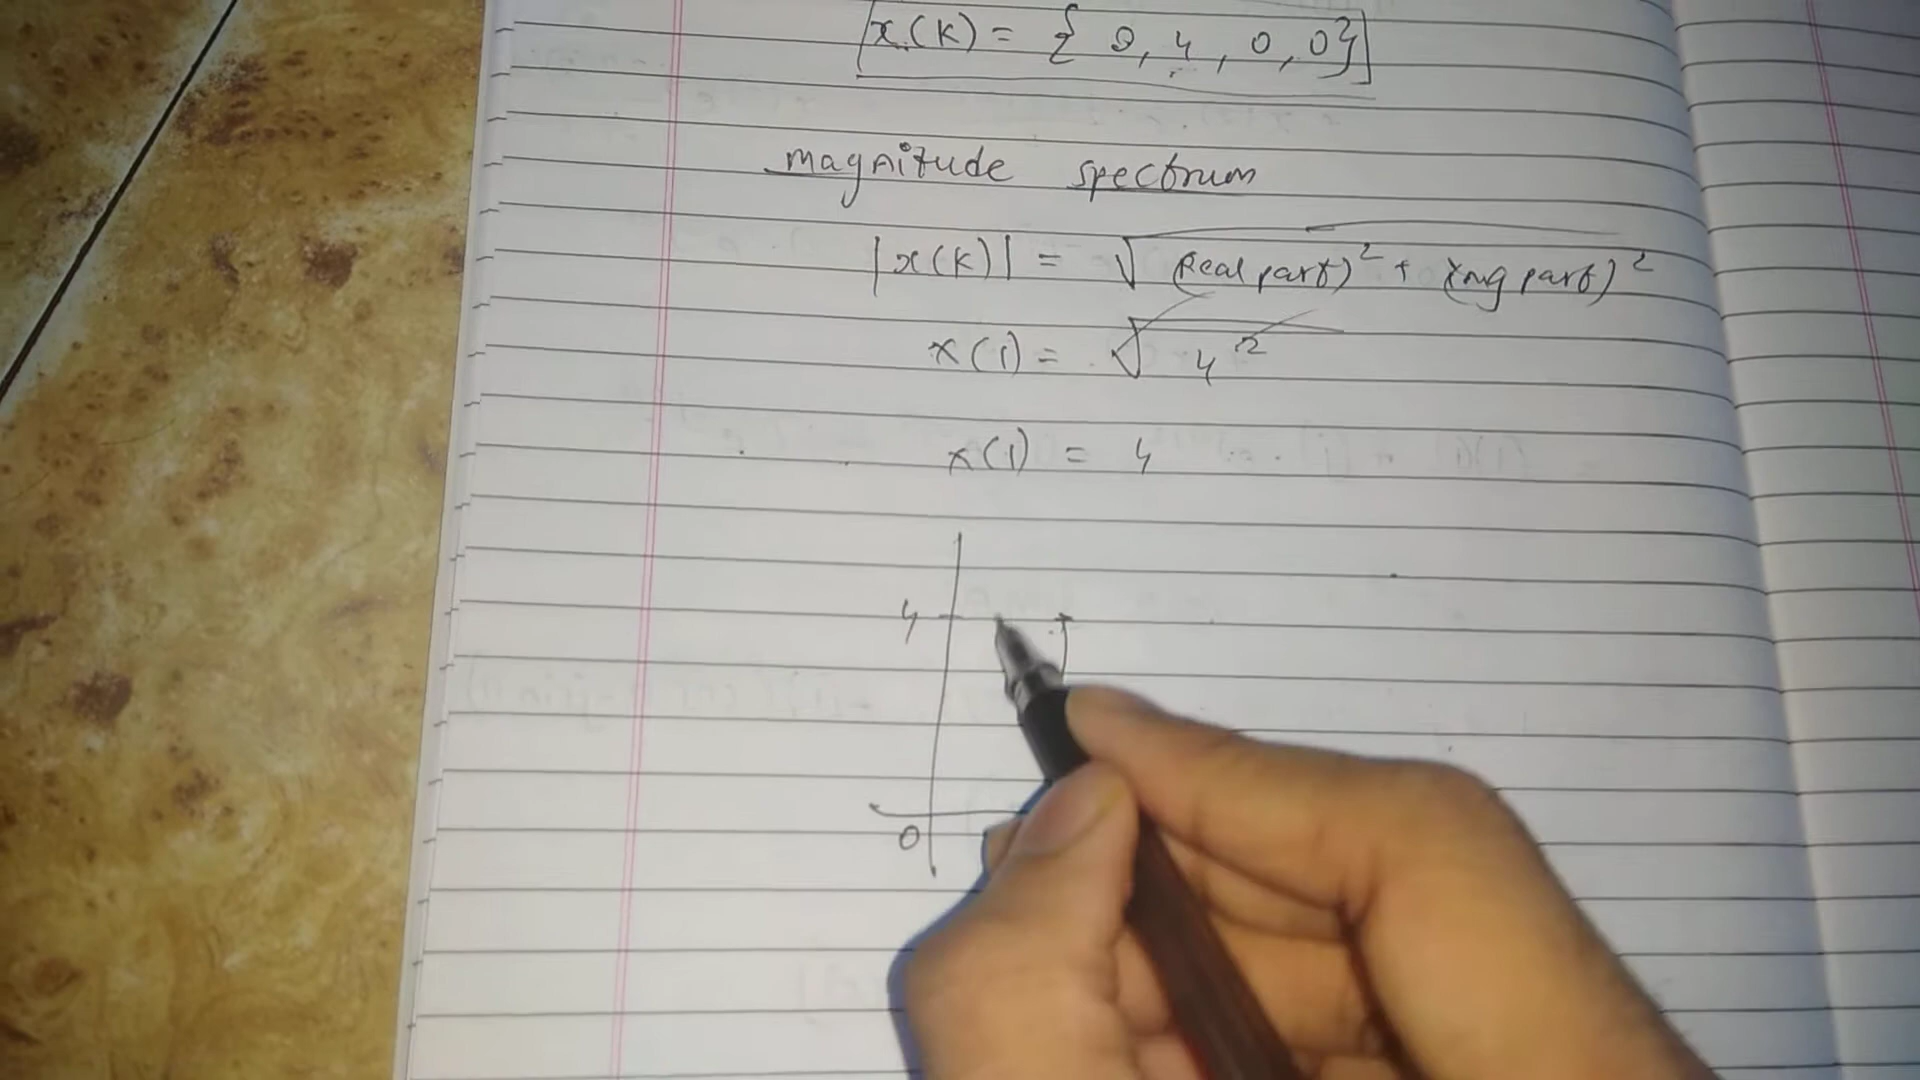 x(k) = { 0, 4, 0, 0}
magnitude spectrum
|x(k)| = √(Real part)² + (Img part)²
x(1) = √4²
x(1) = 4
4
0